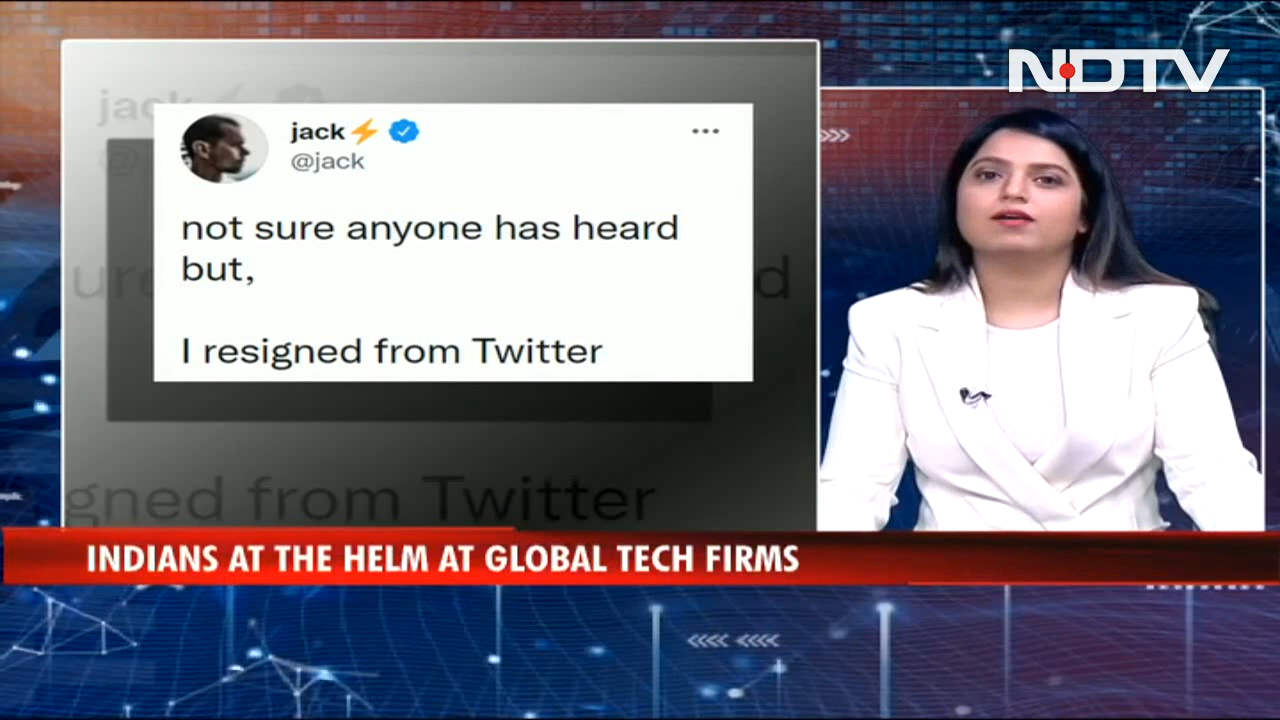 NDTV
jack
@jack
not sure anyone has heard
but,
I resigned from Twitter
gned from Twitter
INDIANS AT THE HELM AT GLOBAL TECH FIRMS